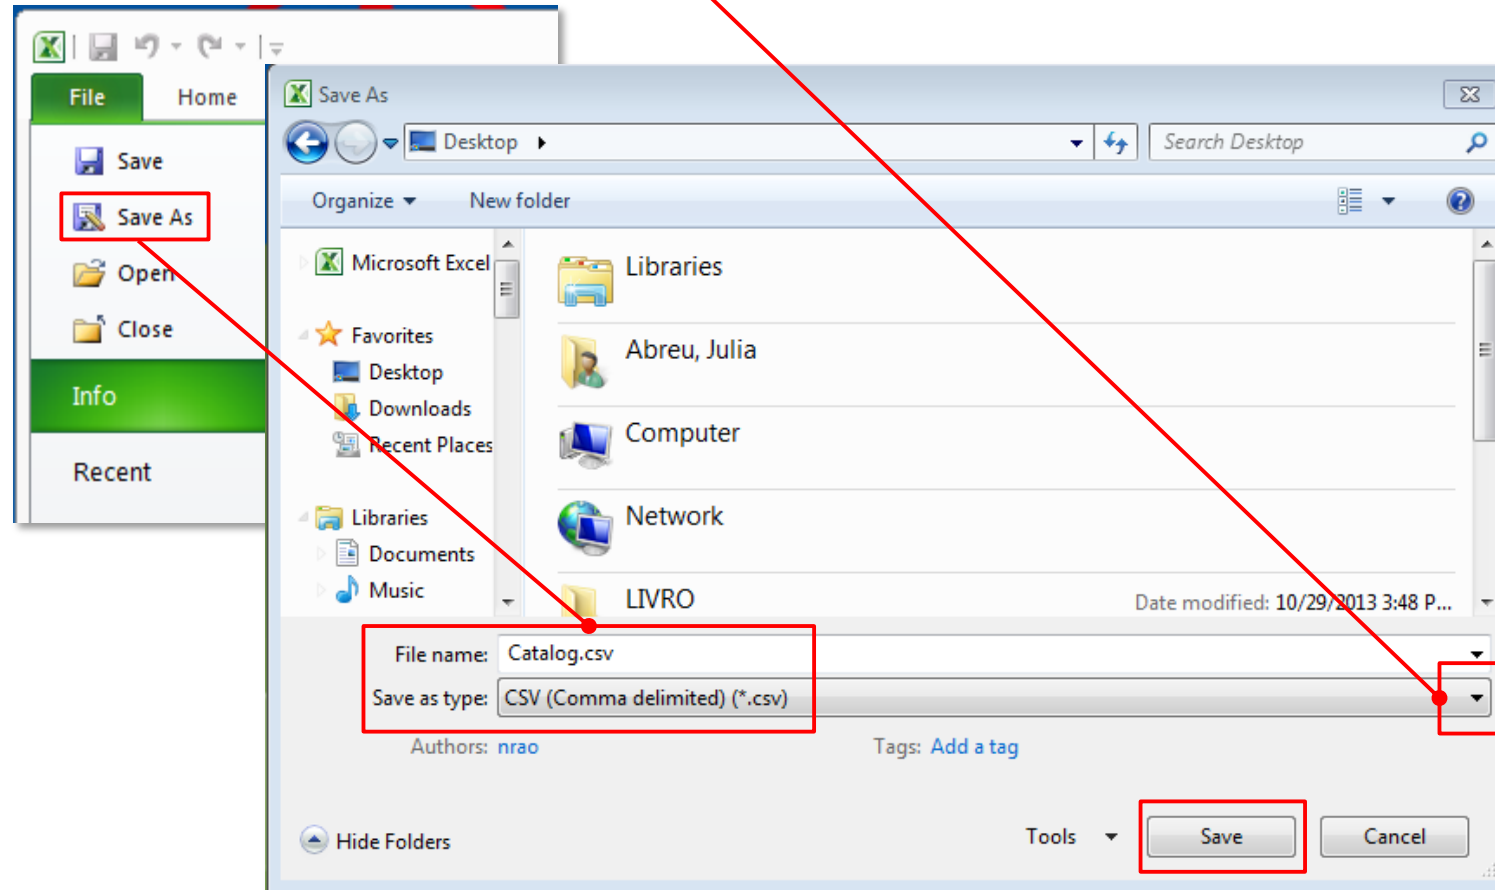 File Home
Save
Save As
Open
Close
Info
Recent
Save As
Desktop
Search Desktop
Organize New folder
Microsoft Excel
Favorites
Desktop
Downloads
Recent Places
Libraries
Documents
Music
Libraries
Abreu, Julia
Computer
Network
LIVRO
Date modified: 10/29/2013 3:48 P...
File name: Catalog.csv
Save as type: CSV (Comma delimited) (*.csv)
Authors: nrao Tags: Add a tag
Hide Folders Tools Save Cancel